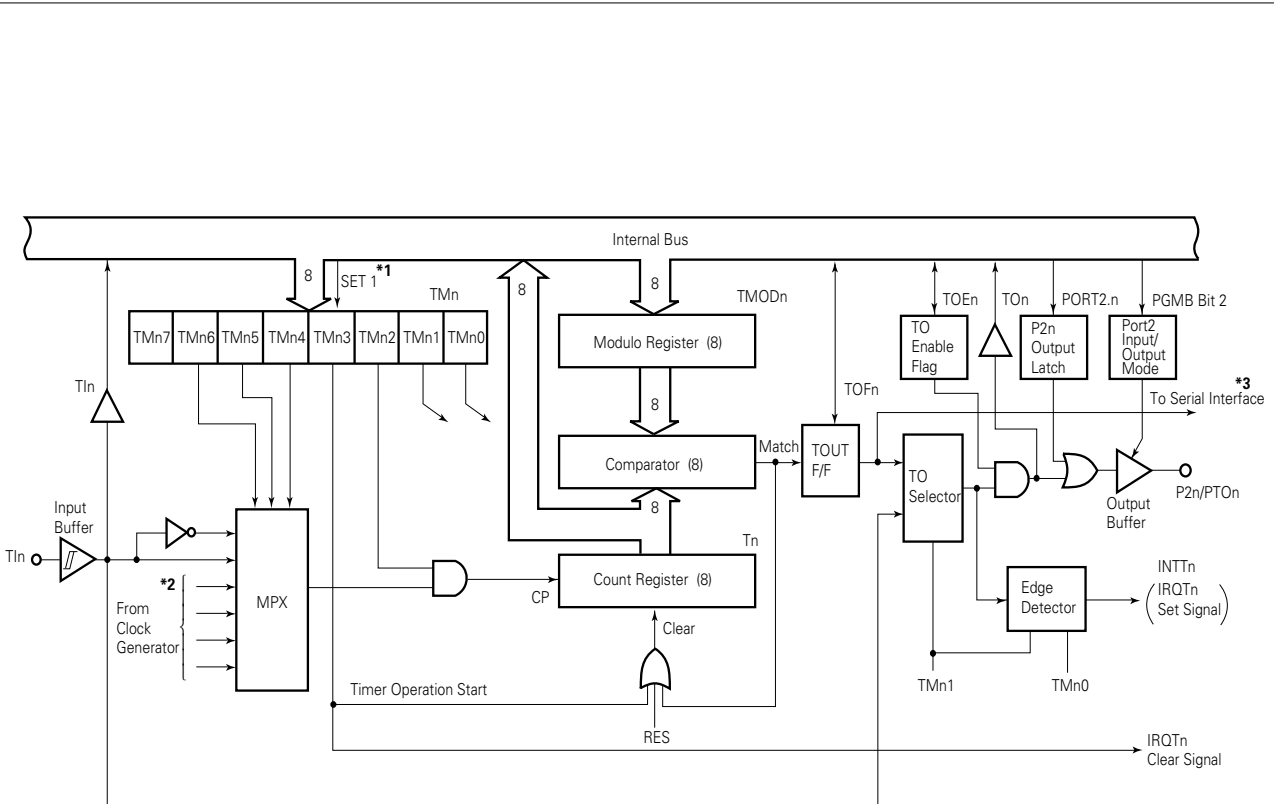 Internal Bus
8
SET 1*1
TMn
8
8
TMODn
TOEn
TOn
PORT2.n
PGMB Bit 2
TMn7 TMn6 TMn5 TMn4 TMn3 TMn2 TMn1 TMn0
Modulo Register (8)
TO
Enable
Flag
P2n
Output
Latch
Port2
Input/
Output
Mode
TIn
8
TOFn
*3
To Serial Interface
Comparator (8)
Match
TOUT
F/F
TO
Selector
P2n/PTOn
Output
Buffer
8
Input
Buffer
TIn
Tn
*2
From
Clock
Generator
MPX
CP
Count Register (8)
Edge
Detector
INTTn
(IRQTn
Set Signal)
Clear
TMn1
TMn0
Timer Operation Start
RES
IRQTn
Clear Signal